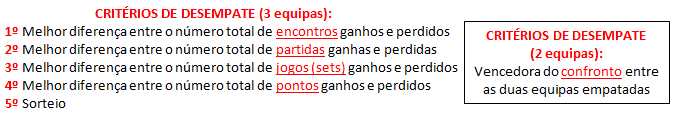 CRITÉRIOS DE DESEMPATE (3 equipas):
1º Melhor diferença entre o número total de encontros ganhos e perdidos
2º Melhor diferença entre o número total de partidas ganhas e perdidas
3º Melhor diferença entre o número total de jogos (sets) ganhos e perdidos
4º Melhor diferença entre o número total de pontos ganhos e perdidos
5º Sorteio
CRITÉRIOS DE DESEMPATE
(2 equipas):
Vencedora do confronto entre
as duas equipas empatadas